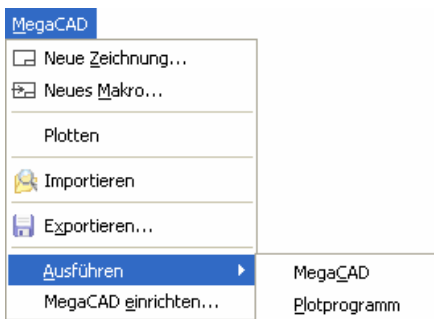 MegaCAD
Neue Zeichnung...
Neues Makro...
Plotten
Importieren
Exportieren...
Ausführen
MegaCAD
MegaCAD einrichten...
Plotprogramm